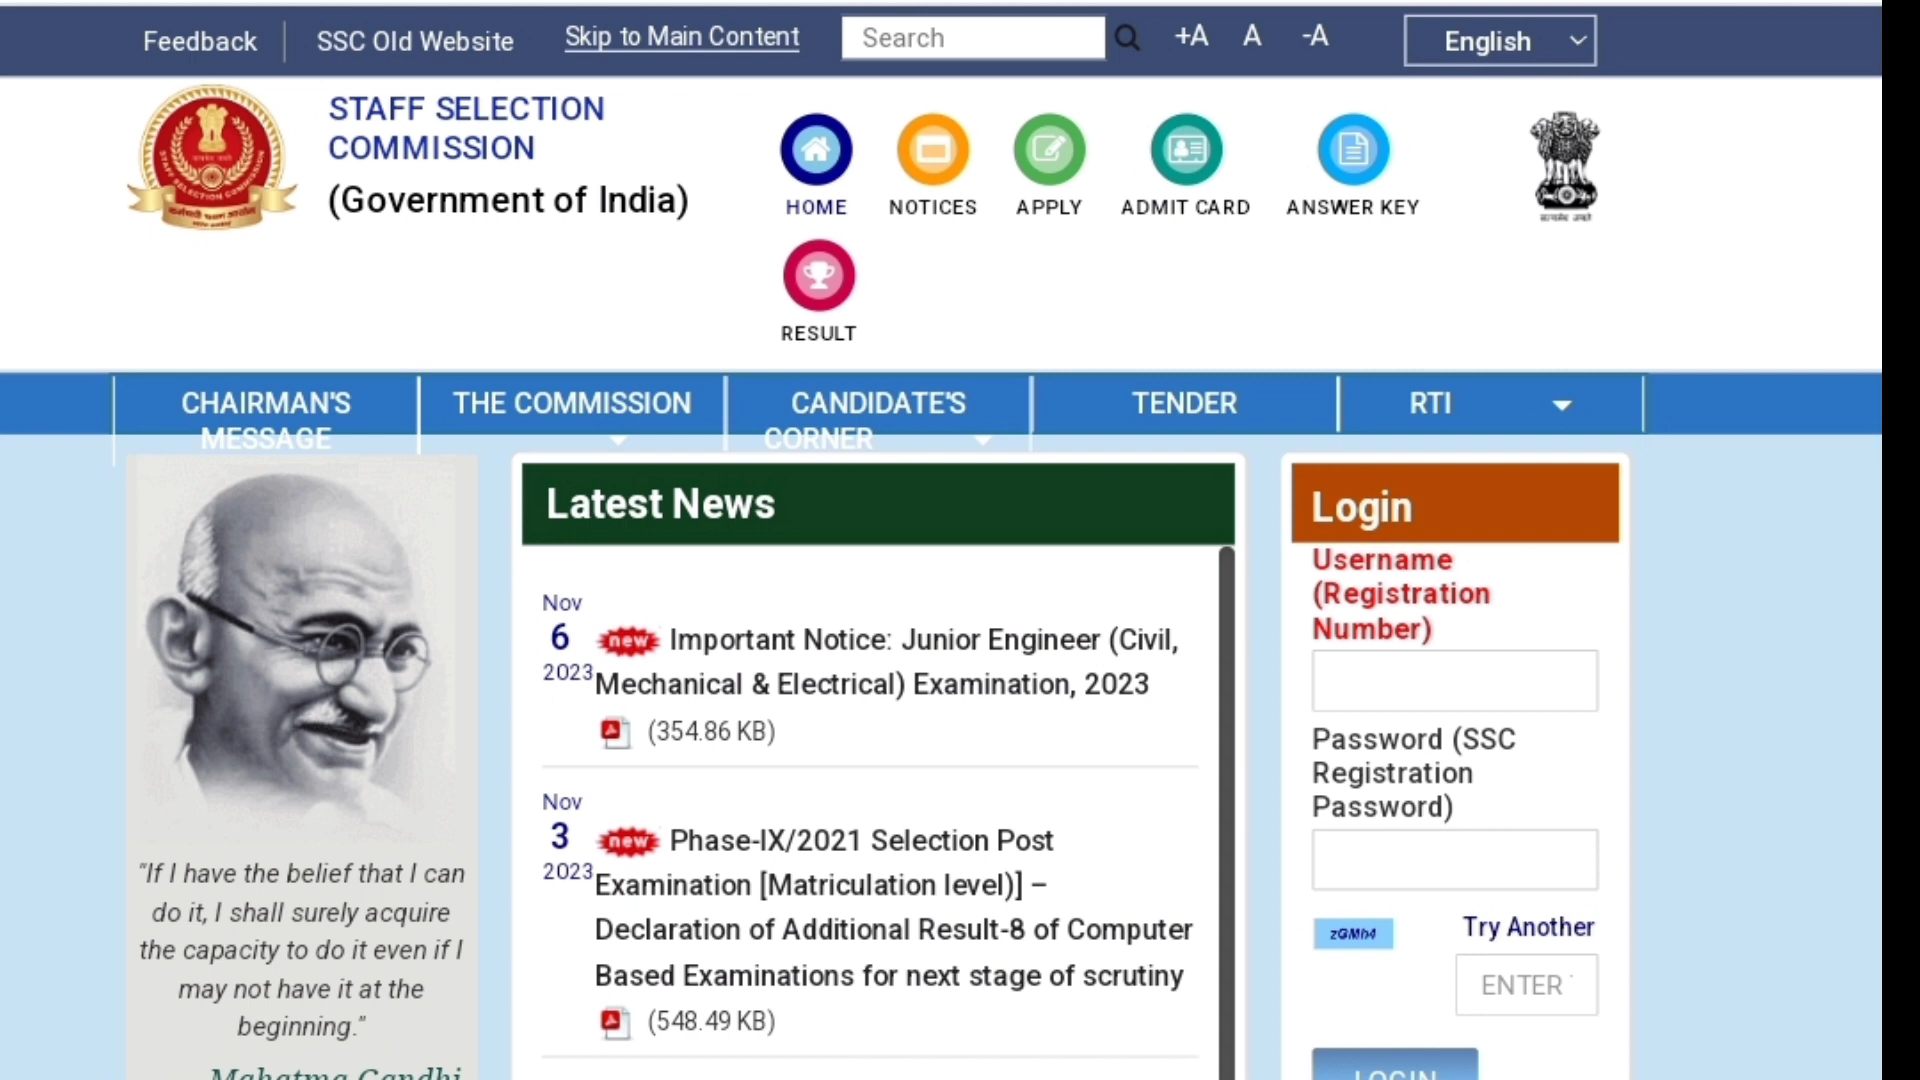 Feedback
SSC Old Website
Skip to Main Content
Search
+A
A
-A
English
STAFF SELECTION
COMMISSION
(Government of India)
HOME
NOTICES
APPLY
ADMIT CARD
ANSWER KEY
RESULT
CHAIRMAN'S
MESSAGE
THE COMMISSION
CANDIDATE'S
CORNER
TENDER
RTI
"If I have the belief that I can
do it, I shall surely acquire
the capacity to do it even if I
may not have it at the
beginning."
Mahatma Gandhi
Latest News
Nov
6
2023
new Important Notice: Junior Engineer (Civil,
Mechanical & Electrical) Examination, 2023
(354.86 KB)
Nov
3
2023
new Phase-IX/2021 Selection Post
Examination [Matriculation level)] –
Declaration of Additional Result-8 of Computer
Based Examinations for next stage of scrutiny
(548.49 KB)
Login
Username
(Registration
Number)
Password (SSC
Registration
Password)
zGMh4
Try Another
ENTER
LOGIN